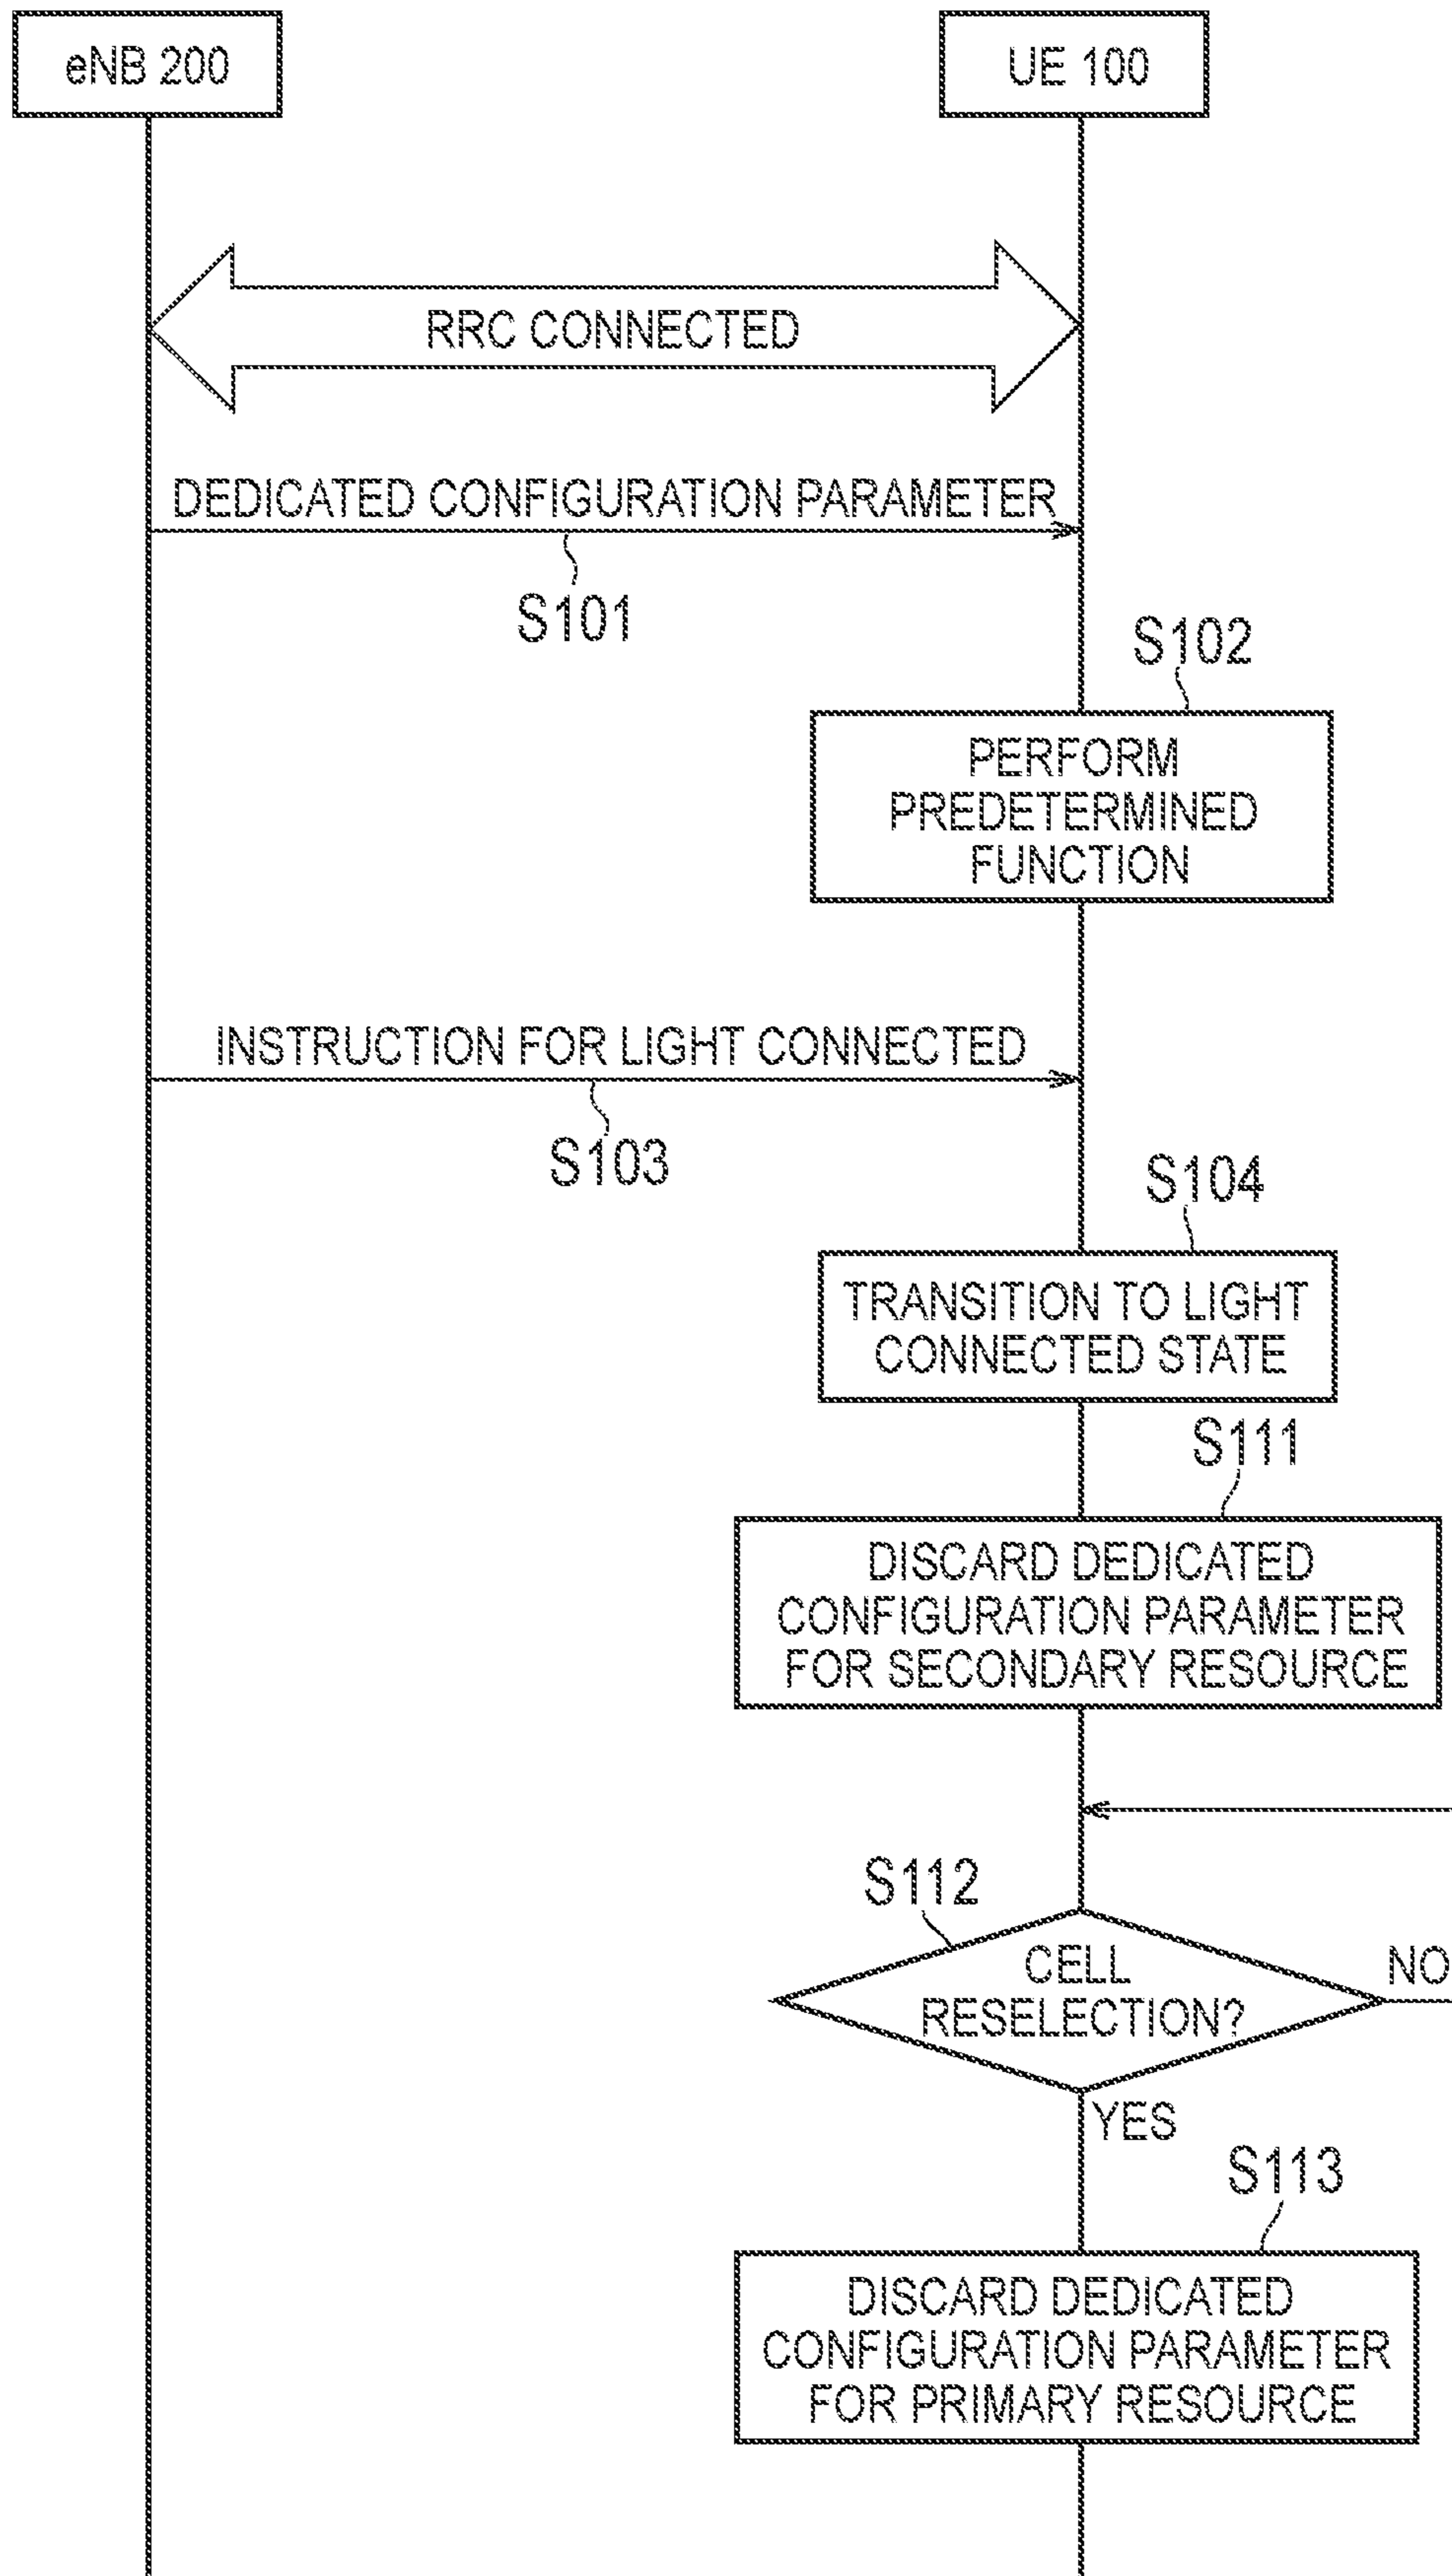 eNB 200
UE 100
RRC CONNECTED
DEDICATED CONFIGURATION PARAMETER
S101
S102
PERFORM
PREDETERMINED
FUNCTION
INSTRUCTION FOR LIGHT CONNECTED
S103
S104
TRANSITION TO LIGHT
CONNECTED STATE
S111
DISCARD DEDICATED
CONFIGURATION PARAMETER
FOR SECONDARY RESOURCE
S112
CELL
RESELECTION?
NO
YES
S113
DISCARD DEDICATED
CONFIGURATION PARAMETER
FOR PRIMARY RESOURCE